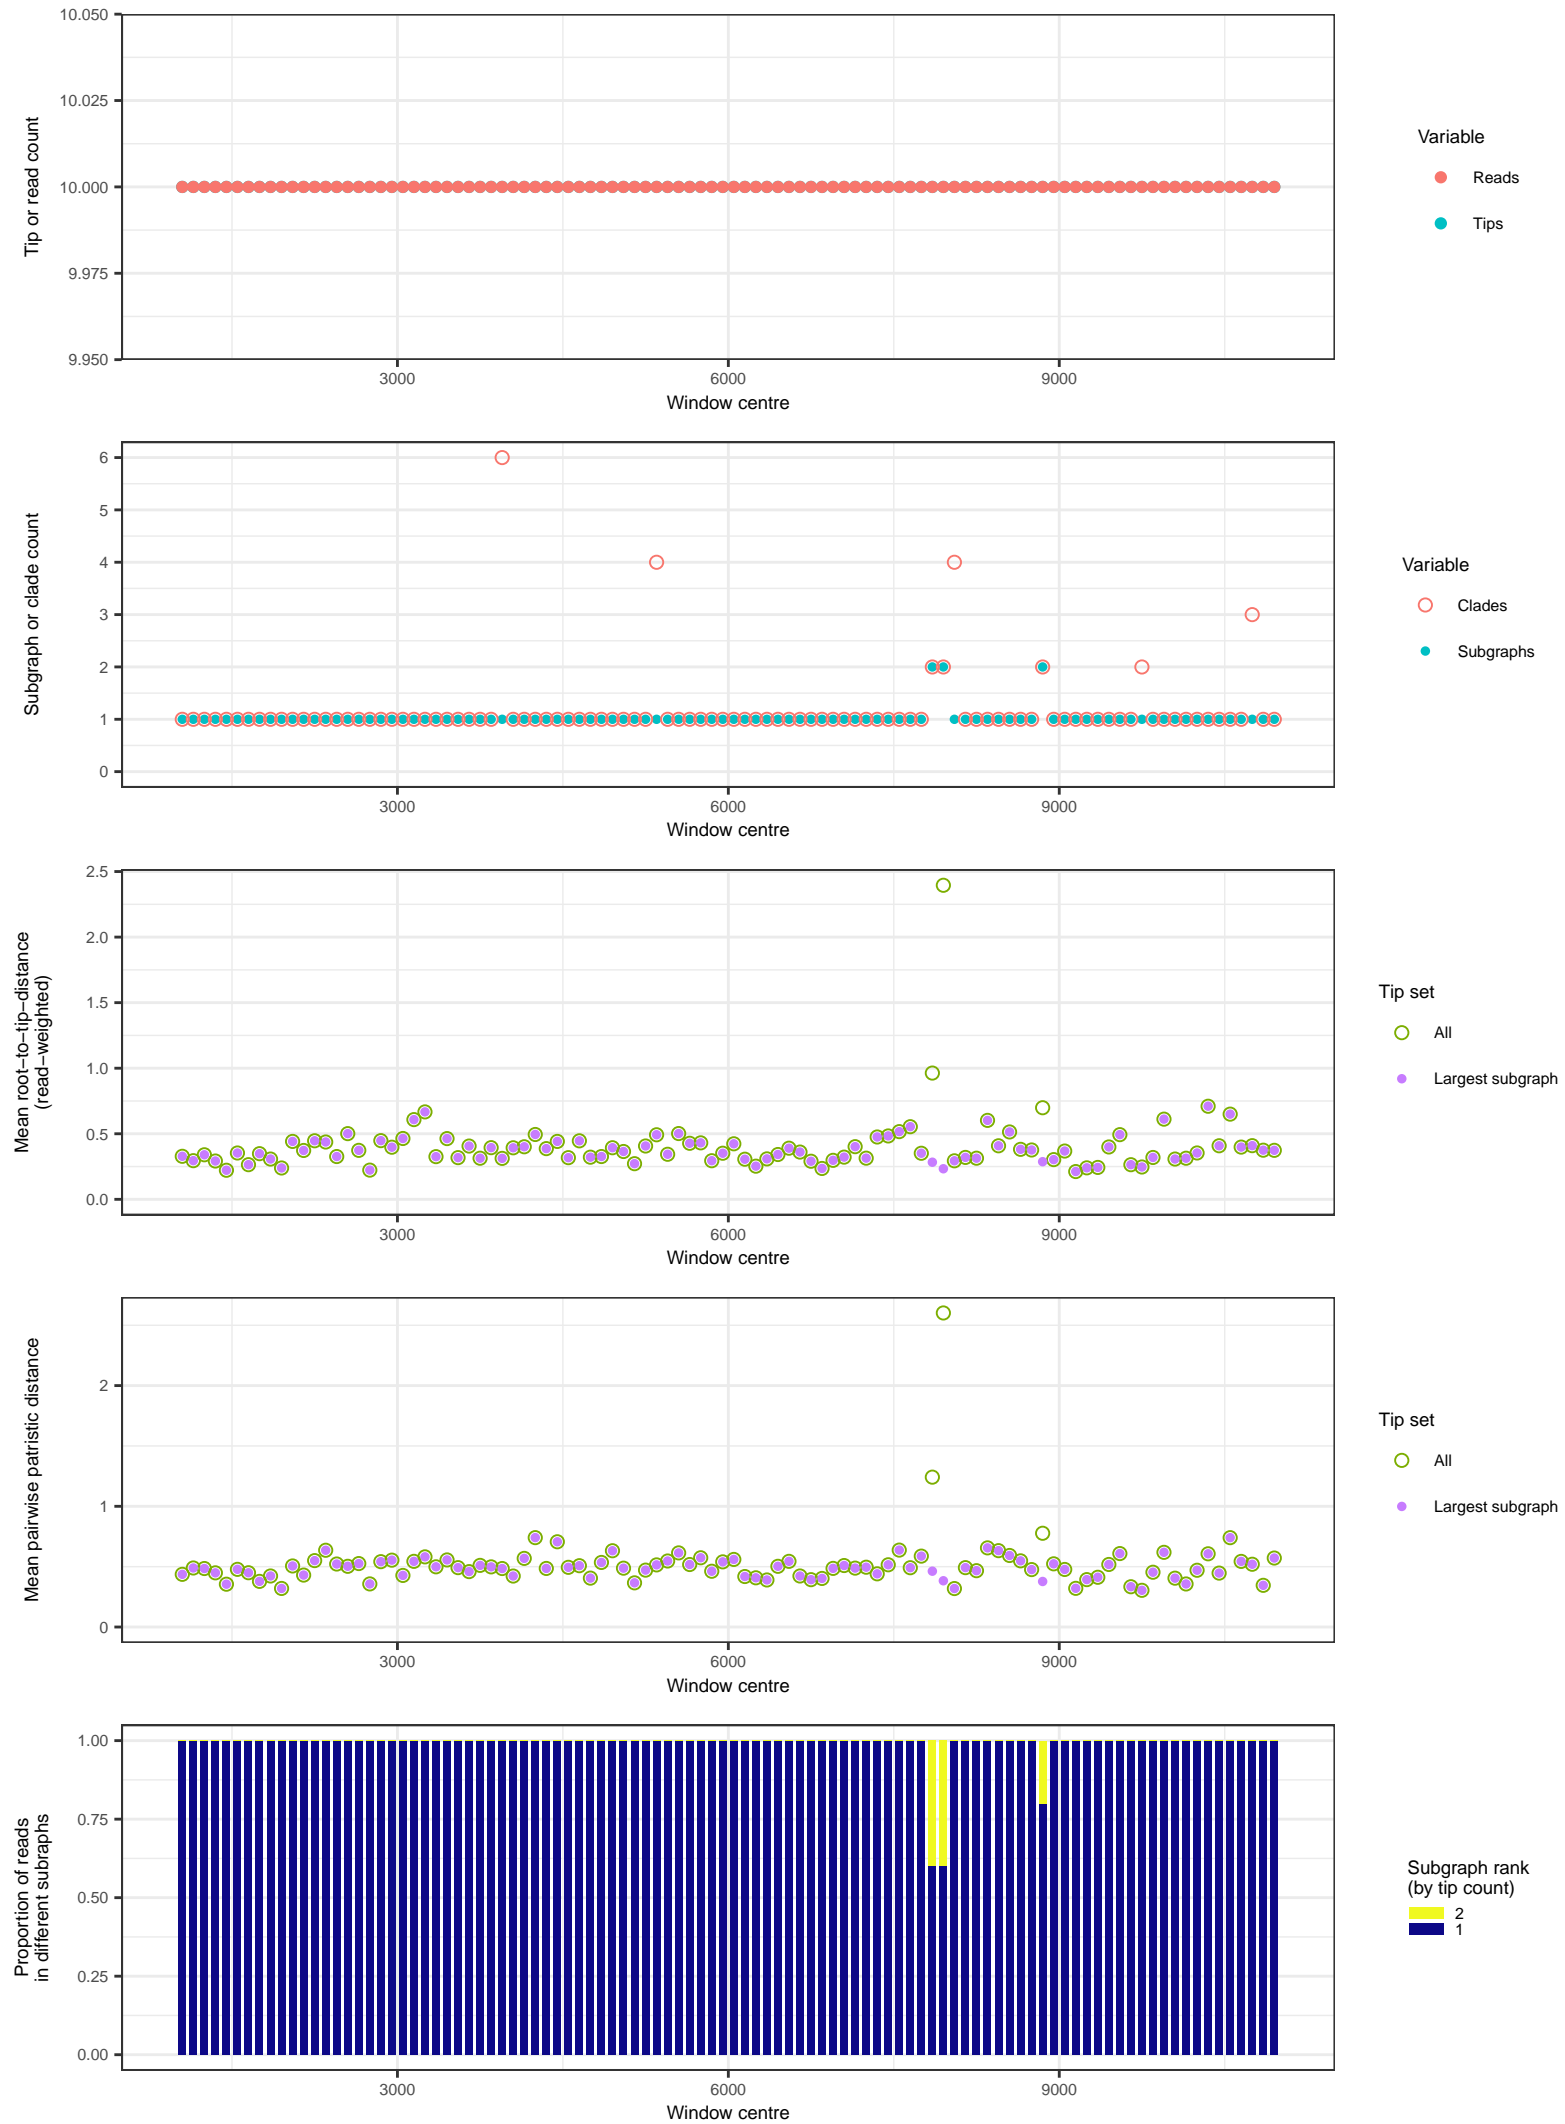 10.050
10.025
10.000
9.975
9.950
Tip or read count
3000 6000 9000
Window centre
Variable
Reads
Tips
6
5
4
3
2
1
0
Subgraph or clade count
3000 6000 9000
Window centre
Variable
Clades
Subgraphs
2.5
2.0
1.5
1.0
0.5
0.0
Mean root−to−tip−distance
(read−weighted)
3000 6000 9000
Window centre
Tip set
All
Largest subgraph
2
1
0
Mean pairwise patristic distance
3000 6000 9000
Window centre
Tip set
All
Largest subgraph
1.00
0.75
0.50
0.25
0.00
Proportion of reads
in different subraphs
3000 6000 9000
Window centre
Subgraph rank
(by tip count)
2
1